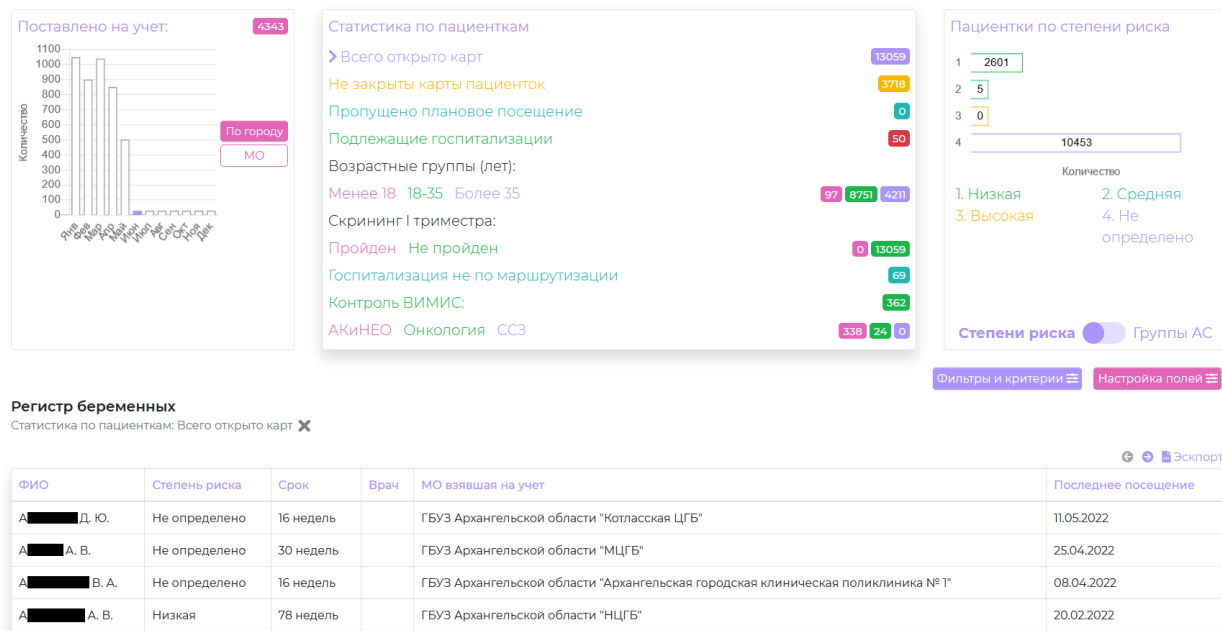 Поставлено на учет: 4343
1100
1000
900
800
700
600
500
400
300
200
100
0
Количество
Янв Фев Мар Апр Май Июн Июл Авг Сен Окт Ноя Дек
По городу
МО
Статистика по пациенткам
Всего открыто карт 13059
Не закрыты карты пациенток 3718
Пропущено плановое посещение 0
Подлежащие госпитализации 50
Возрастные группы (лет):
Менее 18 18-35 Более 35 97 8751 4211
Скрининг I триместра:
Пройден Не пройден 0 13059
Госпитализация не по маршрутизации 69
Контроль ВИМИС: 362
АКиНЕО Онкология ССЗ 338 24 0
Пациентки по степени риска
1 2601
2 5
3 0
4 10453
Количество
1. Низкая 2. Средняя
3. Высокая 4. Не
определено
Степени риска Группы АС
Фильтры и критерии Настройка полей
Регистр беременных
Статистика по пациенткам: Всего открыто карт
Эскпорт
ФИО Степень риска Срок Врач МО взявшая на учет Последнее посещение
А Д. Ю. Не определено 16 недель ГБУЗ Архангельской области "Котласская ЦГБ" 11.05.2022
А А. В. Не определено 30 недель ГБУЗ Архангельской области "МЦГБ" 25.04.2022
А В. А. Не определено 16 недель ГБУЗ Архангельской области "Архангельская городская клиническая поликлиника № 1" 08.04.2022
А А. В. Низкая 78 недель ГБУЗ Архангельской области "НЦГБ" 20.02.2022